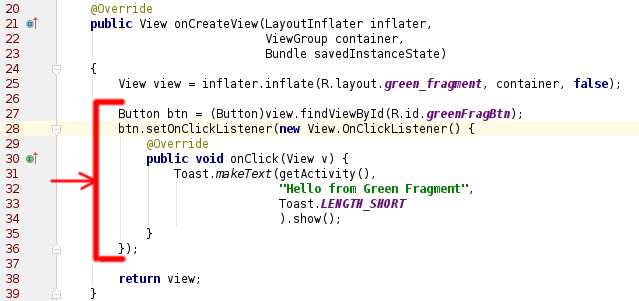 20 @Override
21 public View onCreateView(LayoutInflater inflater,
22 ViewGroup container,
23 Bundle savedInstanceState)
24 {
25 View view = inflater.inflate(R.layout.green_fragment, container, false);
26
27 Button btn = (Button)view.findViewById(R.id.greenFragBtn);
28 btn.setOnClickListener(new View.OnClickListener() {
29 @Override
30 public void onClick(View v) {
31 Toast.makeText(getActivity(),
32 "Hello from Green Fragment",
33 Toast.LENGTH_SHORT
34 ).show();
35 }
36 });
37
38 return view;
39 }